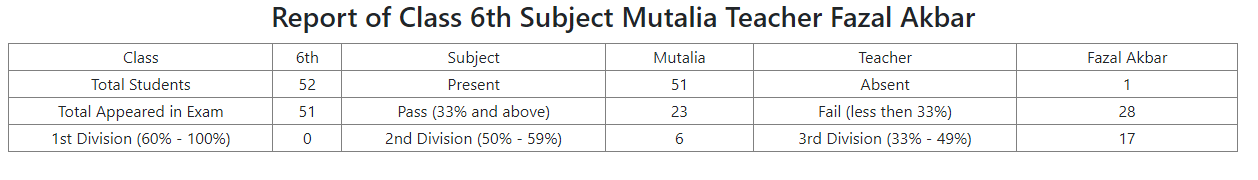 Report of Class 6th Subject Mutalia Teacher Fazal Akbar
Class 6th Subject Mutalia Teacher Fazal Akbar
Total Students 52 Present 51 Absent 1
Total Appeared in Exam 51 Pass (33% and above) 23 Fail (less then 33%) 28
1st Division (60% - 100%) 0 2nd Division (50% - 59%) 6 3rd Division (33% - 49%) 17